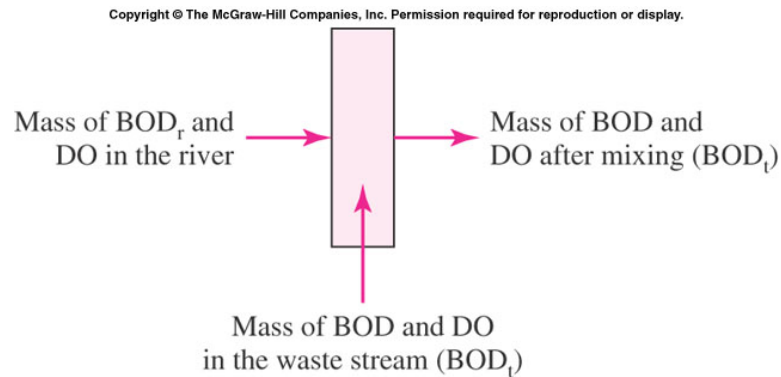 Copyright © The McGraw-Hill Companies, Inc. Permission required for reproduction or display.
Mass of BODᵣ and
DO in the river
Mass of BOD and
DO after mixing (BODₜ)
Mass of BOD and DO
in the waste stream (BODₜ)